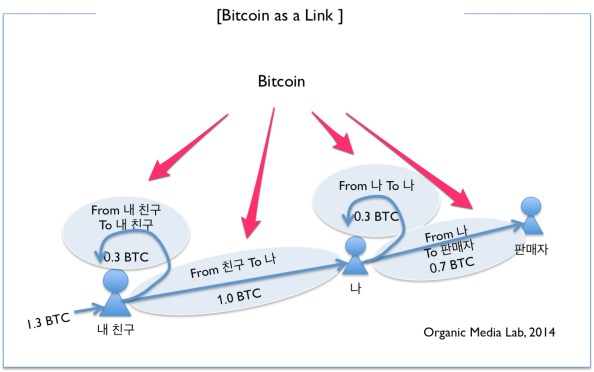 [Bitcoin as a Link ]
Bitcoin
From 내 친구
To 내 친구
0.3 BTC
From 나 To 나
0.3 BTC
From 친구 To 나
1.0 BTC
From 나
To 판매자
0.7 BTC
판매자
나
1.3 BTC
내 친구
Organic Media Lab, 2014